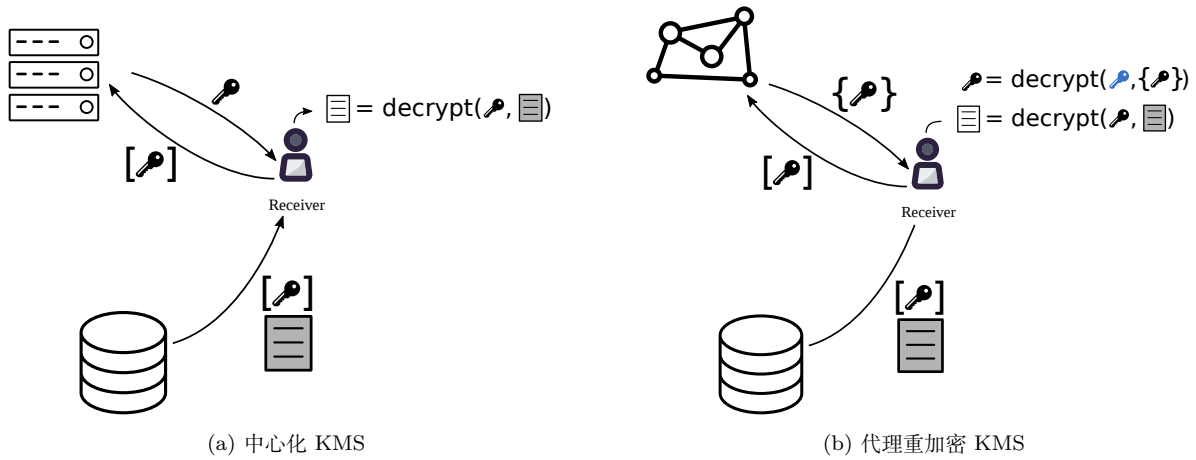 = decrypt( , )
[ ]
Receiver
[ ]
(a) 中心化 KMS
{ }
= decrypt( ,{ })
= decrypt( , )
[ ]
Receiver
[ ]
(b) 代理重加密 KMS